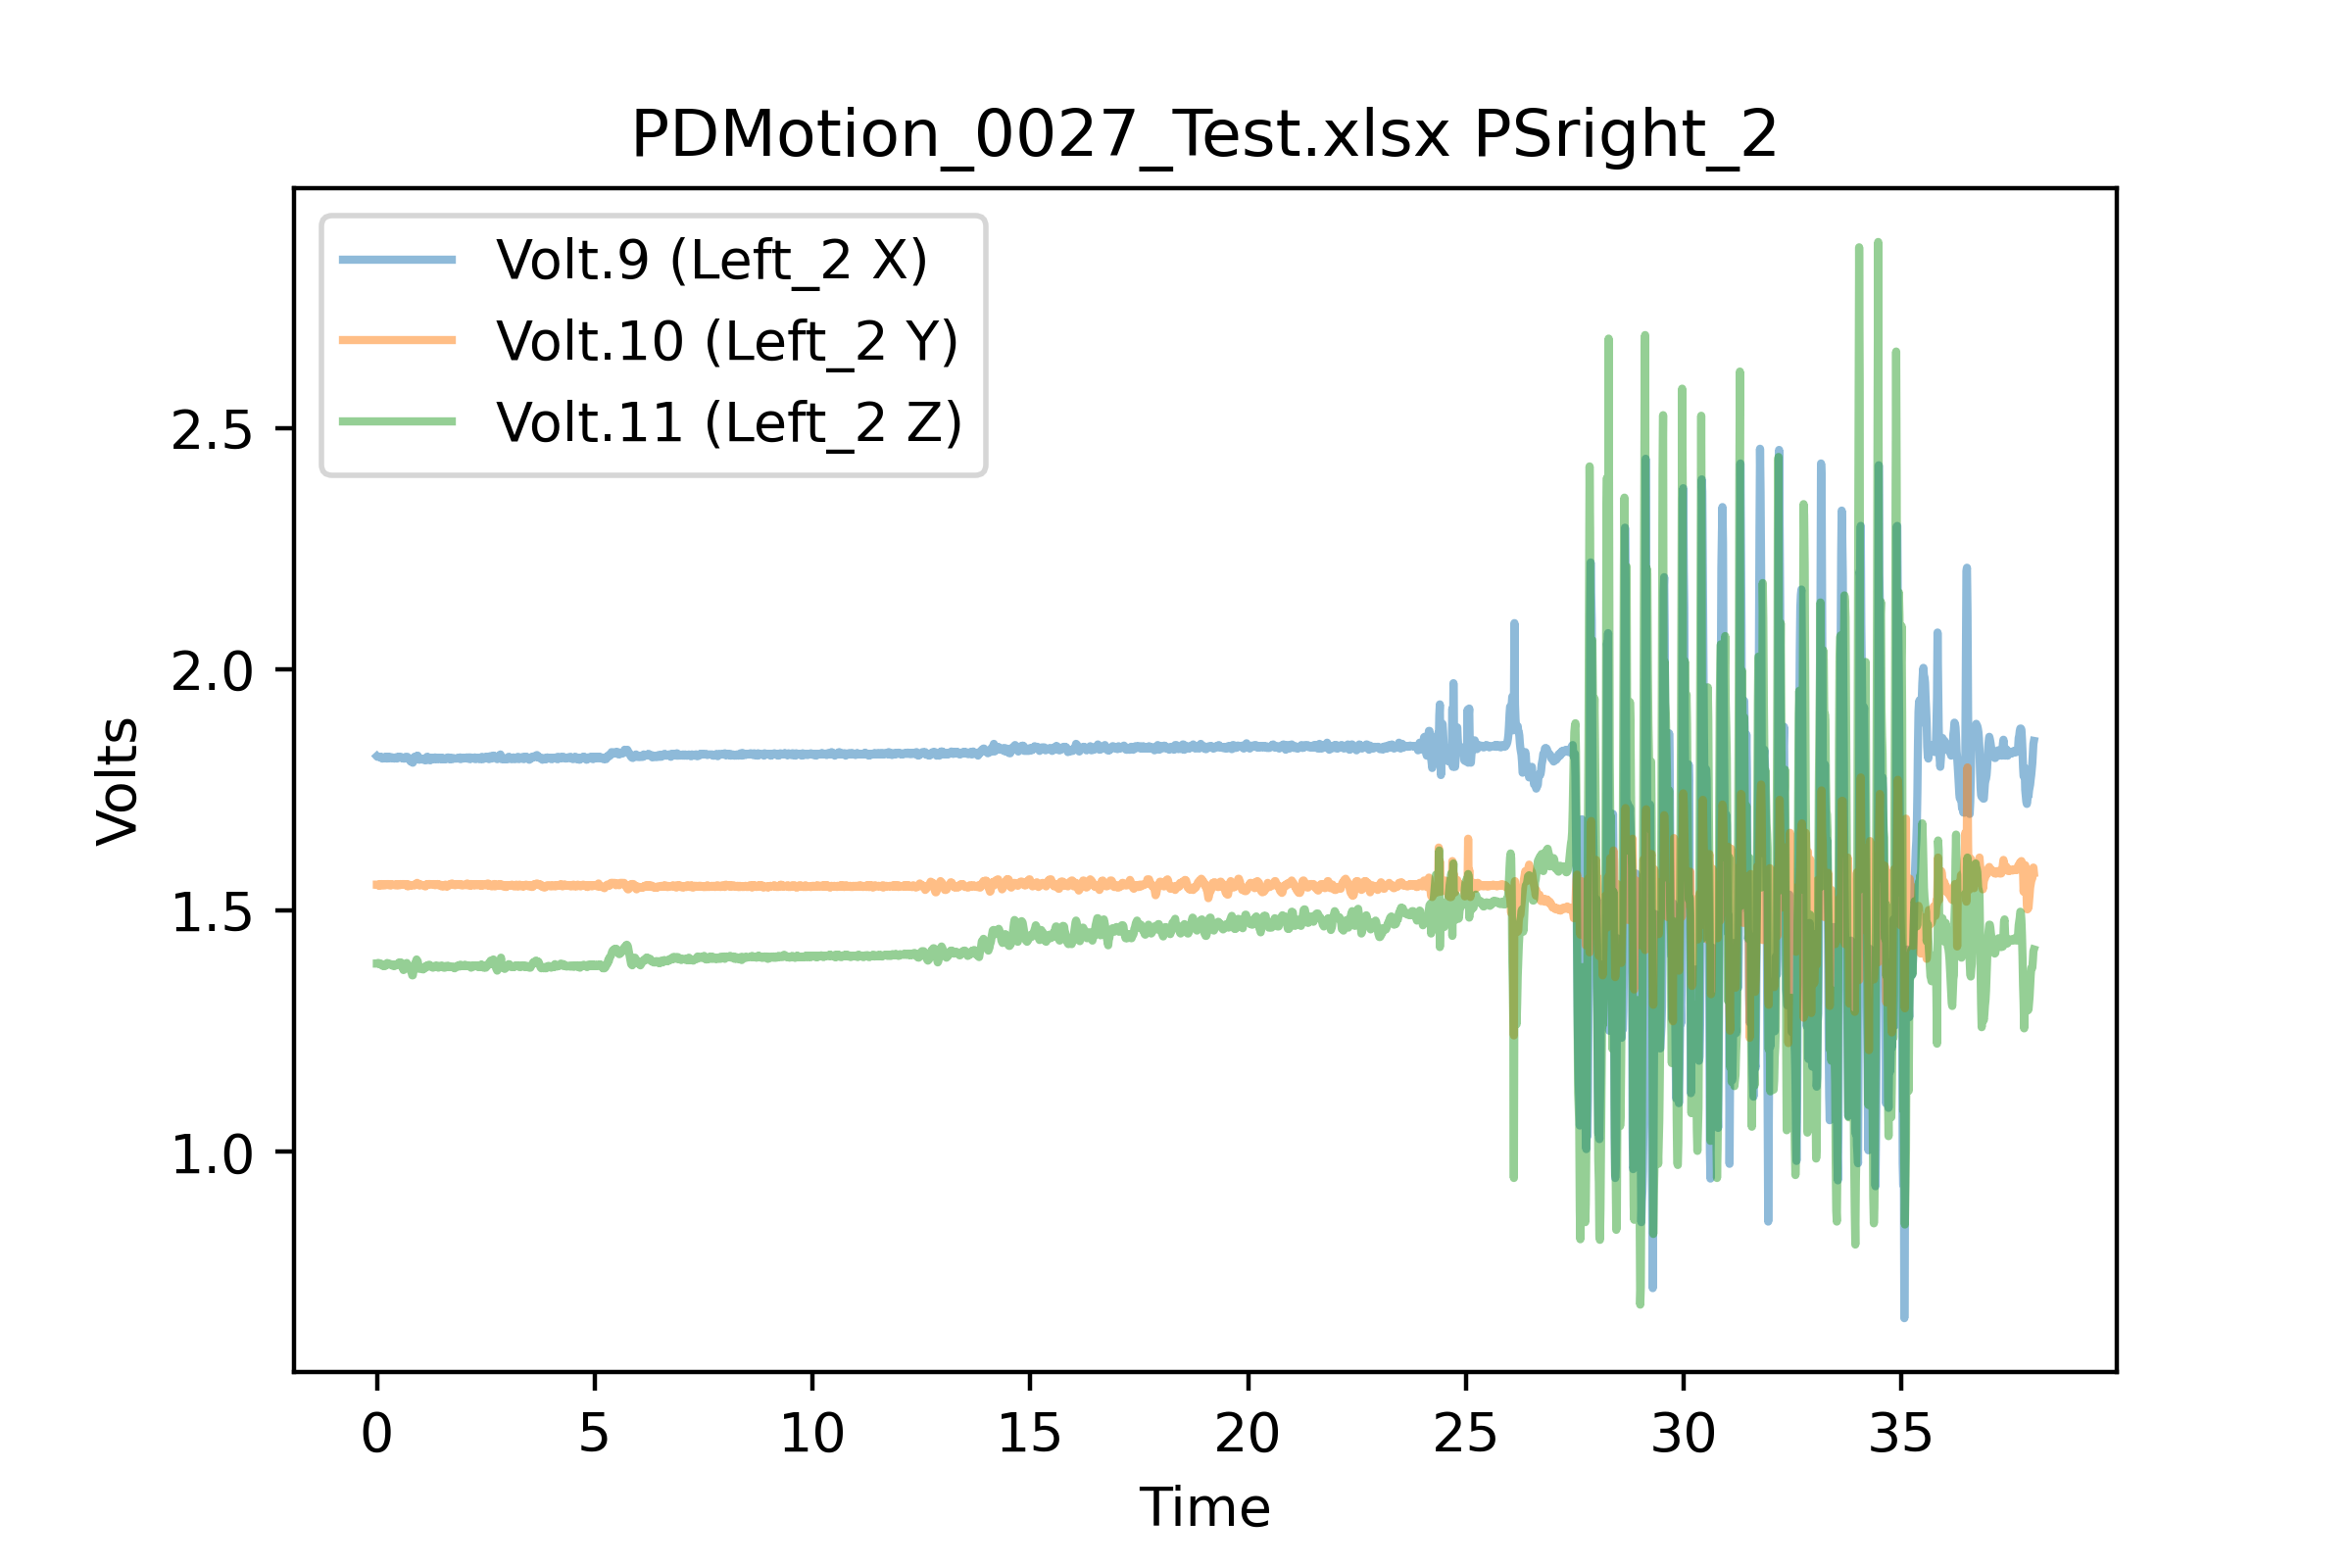 PDMotion_0027_Test.xlsx PSright_2
Volt.9 (Left_2 X)
Volt.10 (Left_2 Y)
Volt.11 (Left_2 Z)
Volts
2.5
2.0
1.5
1.0
0 5 10 15 20 25 30 35
Time